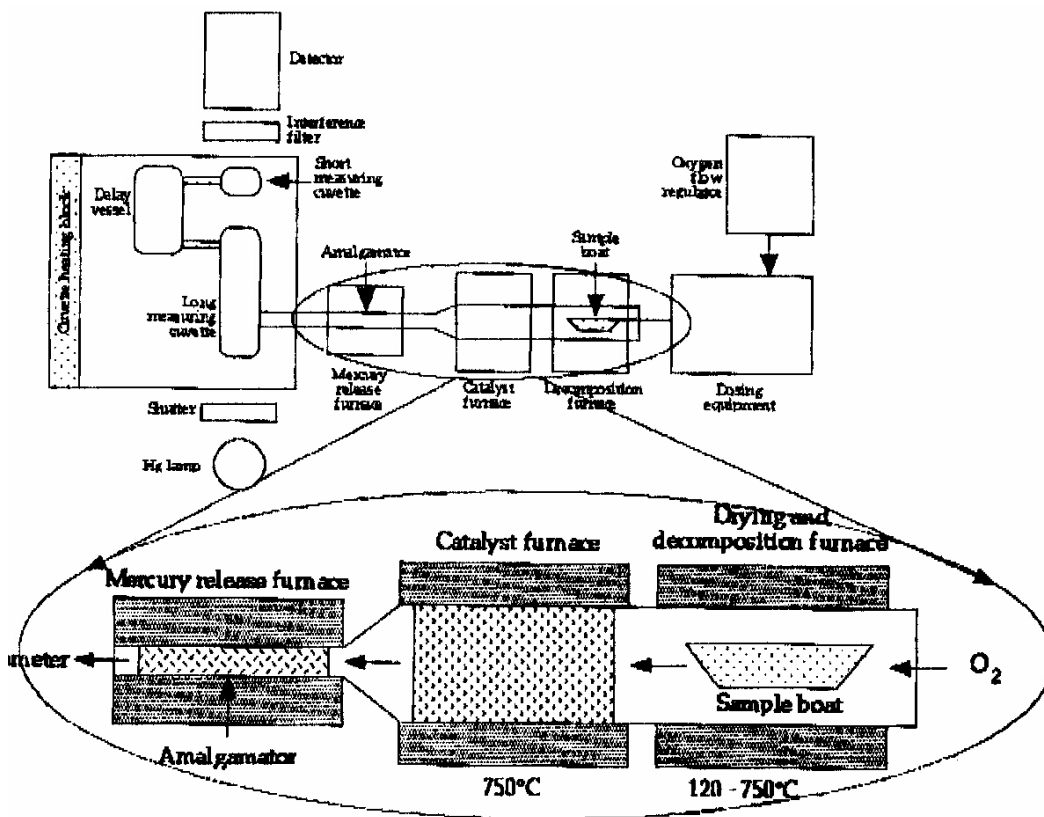 Detector
Interference
filter
Short
measuring
cuvette
Delay
vessel
Cuvette heating block
Long
measuring
cuvette
Oxygen
flow
regulator
Amalgamator
Sample
boat
Mercury
release
furnace
Catalyst
furnace
Decomposition
furnace
Dosing
equipment
Shutter
Hg lamp
Drying and
decomposition furnace
Catalyst furnace
Mercury release furnace
ometer
O2
Sample boat
Amalgamator
750°C
120 - 750°C